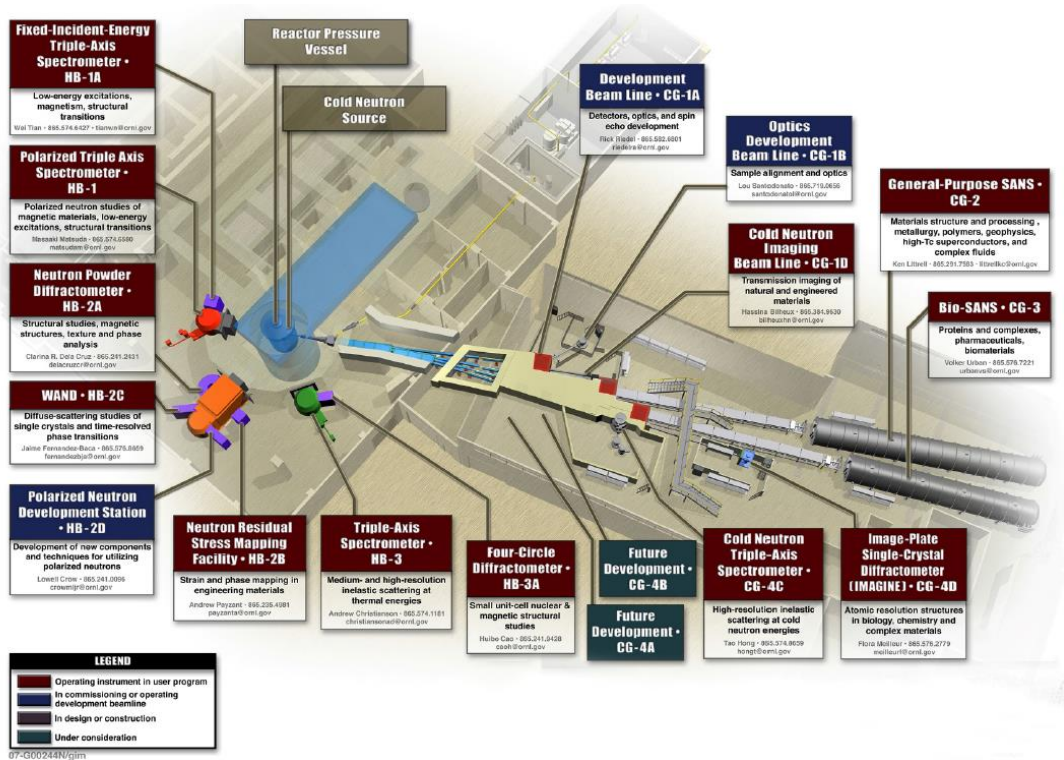 Fixed-Incident-Energy
Triple-Axis
Spectrometer •
HB-1A
Low-energy excitations,
magnetism, structural
transitions
Wei Tian • 865.574.6427 • tianwn@ornl.gov
Polarized Triple Axis
Spectrometer •
HB-1
Polarized neutron studies of
magnetic materials, low-energy
excitations, structural transitions
Masaaki Matsuda •
matsudam@ornl.gov
Neutron Powder
Diffractometer •
HB-2A
Structural studies, magnetic
structures, texture and phase
analysis
Clarina R. Dela Cruz • 865.241.2431
delacruzcr@ornl.gov
WAND • HB-2C
Diffuse-scattering studies of
single crystals and time-resolved
phase transitions
Jaime Fernandez-Baca • 865.576.8659
fernandezbja@ornl.gov
Polarized Neutron
Development Station
• HB-2D
Development of new components
and techniques for utilizing
polarized neutrons
Lowell Crow • 865.241.0096
crowmljr@ornl.gov
Reactor Pressure
Vessel
Cold Neutron
Source
Development
Beam Line • CG-1A
Detectors, optics, and spin
echo development
Rick Riedel •
riedelra@ornl.gov
Optics
Development
Beam Line • CG-1B
Sample alignment and optics
Lou Santodonato • 865.719.0656
santodonatol@ornl.gov
Cold Neutron
Imaging
Beam Line • CG-1D
Transmission imaging of
natural and engineered
materials
Hassina Bilheux • 865.384.9630
bilheuxhn@ornl.gov
General-Purpose SANS •
CG-2
Materials structure and processing ,
metallurgy, polymers, geophysics,
high-Tc superconductors, and
complex fluids
Ken Littrell • 865.291.7583 • littrellkc@ornl.gov
Bio-SANS • CG-3
Proteins and complexes,
pharmaceuticals,
biomaterials
Volker Urban • 865.576.7221
urbanvs@ornl.gov
Neutron Residual
Stress Mapping
Facility • HB-2B
Strain and phase mapping in
engineering materials
Andrew Payzant • 865.235.4981
payzanta@ornl.gov
Triple-Axis
Spectrometer •
HB-3
Medium- and high-resolution
inelastic scattering at
thermal energies
Andrew Christianson • 865.574.1181
christiansonad@ornl.gov
Four-Circle
Diffractometer •
HB-3A
Small unit-cell nuclear &
magnetic structural
studies
Huibo Cao • 865.241.9428
caoh@ornl.gov
Future
Development •
CG-4B
Future
Development •
CG-4A
Cold Neutron
Triple-Axis
Spectrometer •
CG-4C
High-resolution inelastic
scattering at cold
neutron energies
Tao Hong • 865.574.8659
hongt@ornl.gov
Image-Plate
Single-Crystal
Diffractometer
(IMAGINE) • CG-4D
Atomic resolution structures
in biology, chemistry and
complex materials
Flora Meilleur • 865.576.2779
meilleurf@ornl.gov
LEGEND
Operating instrument in user program
In commissioning or operating
development beamline
In design or construction
Under consideration
07-G00244N/gim